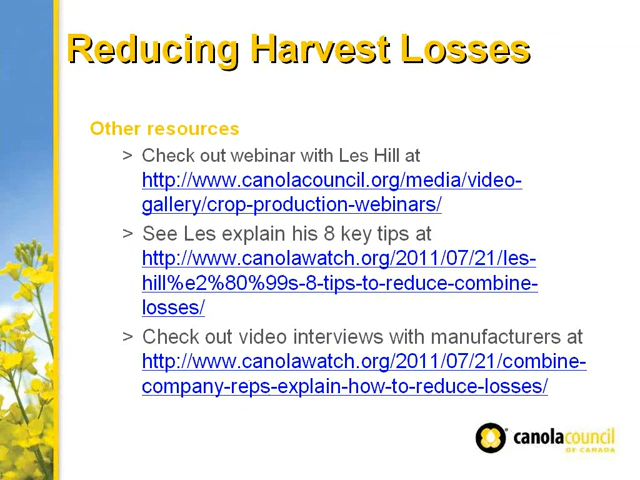 Reducing Harvest Losses
Other resources
> Check out webinar with Les Hill at
http://www.canolacouncil.org/media/video-
gallery/crop-production-webinars/
> See Les explain his 8 key tips at
http://www.canolawatch.org/2011/07/21/les-
hill%e2%80%99s-8-tips-to-reduce-combine-
losses/
> Check out video interviews with manufacturers at
http://www.canolawatch.org/2011/07/21/combine-
company-reps-explain-how-to-reduce-losses/
canolacouncil
OF CANADA